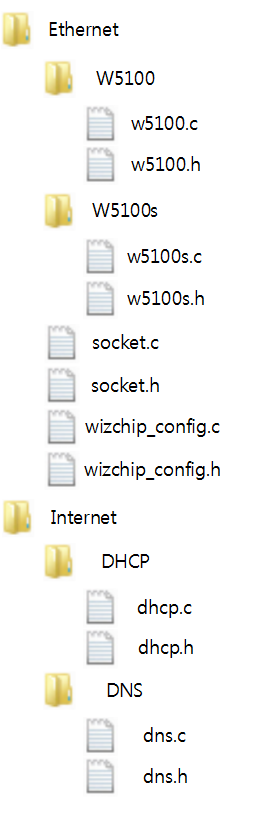 Ethernet
W5100
w5100.c
w5100.h
W5100s
w5100s.c
w5100s.h
socket.c
socket.h
wizchip_config.c
wizchip_config.h
Internet
DHCP
dhcp.c
dhcp.h
DNS
dns.c
dns.h